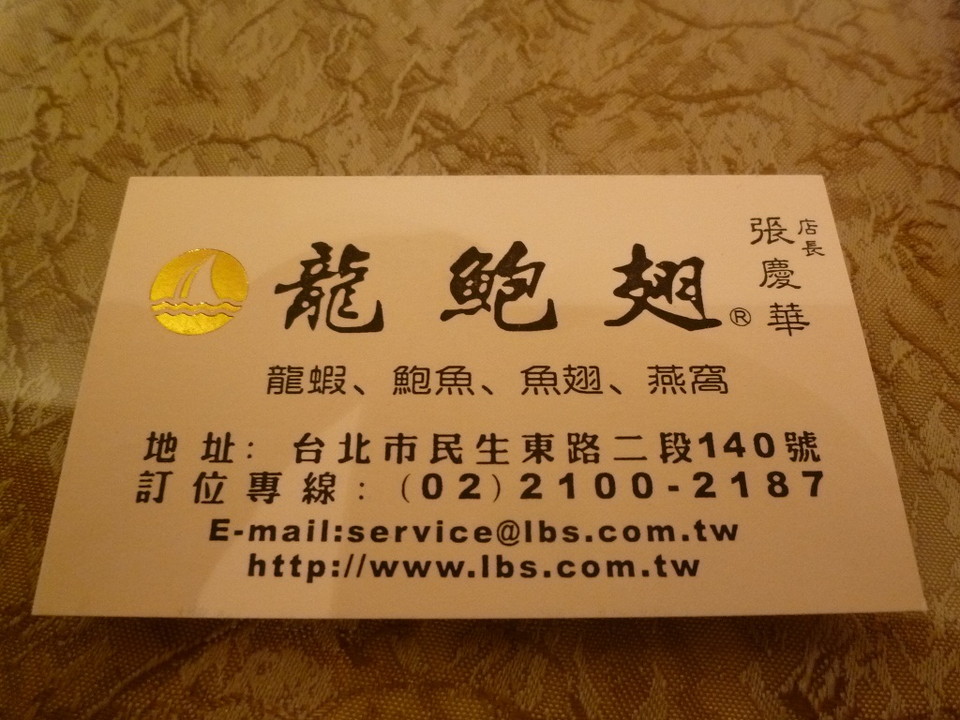 龍鮑翅®
店長
張慶華
龍蝦、鮑魚、魚翅、燕窩
地址: 台北市民生東路二段140號
訂位專線: (02)2100-2187
E-mail:service@lbs.com.tw
http://www.lbs.com.tw